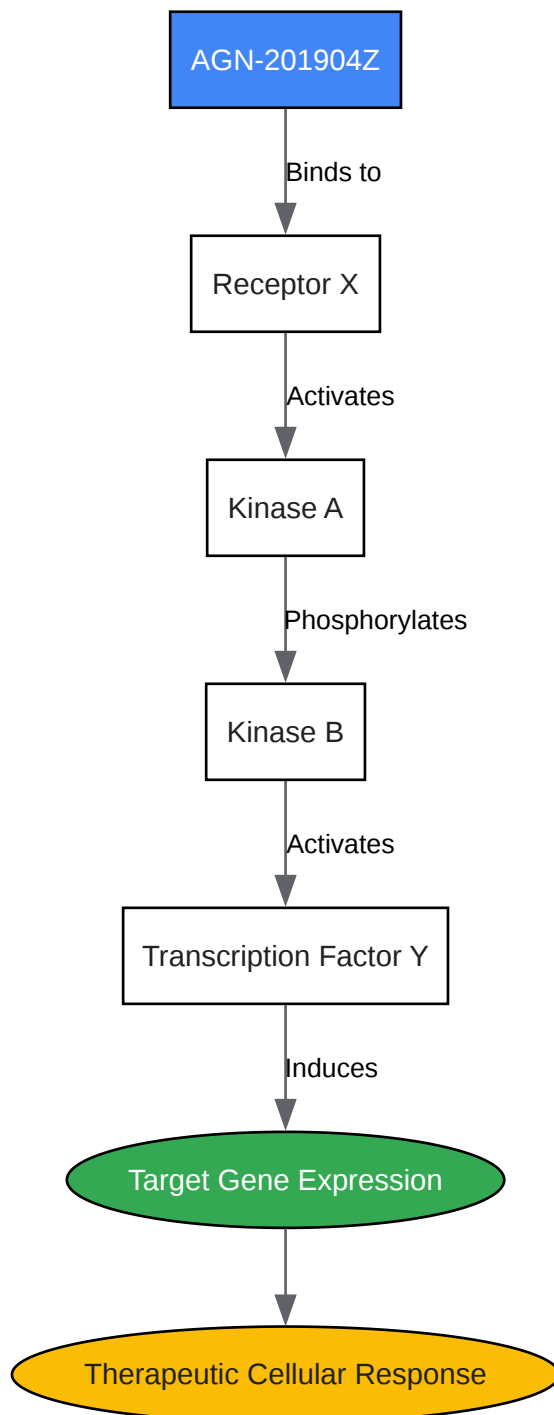 AGN-201904Z
Binds to
Receptor X
Activates
Kinase A
Phosphorylates
Kinase B
Activates
Transcription Factor Y
Induces
Target Gene Expression
Therapeutic Cellular Response